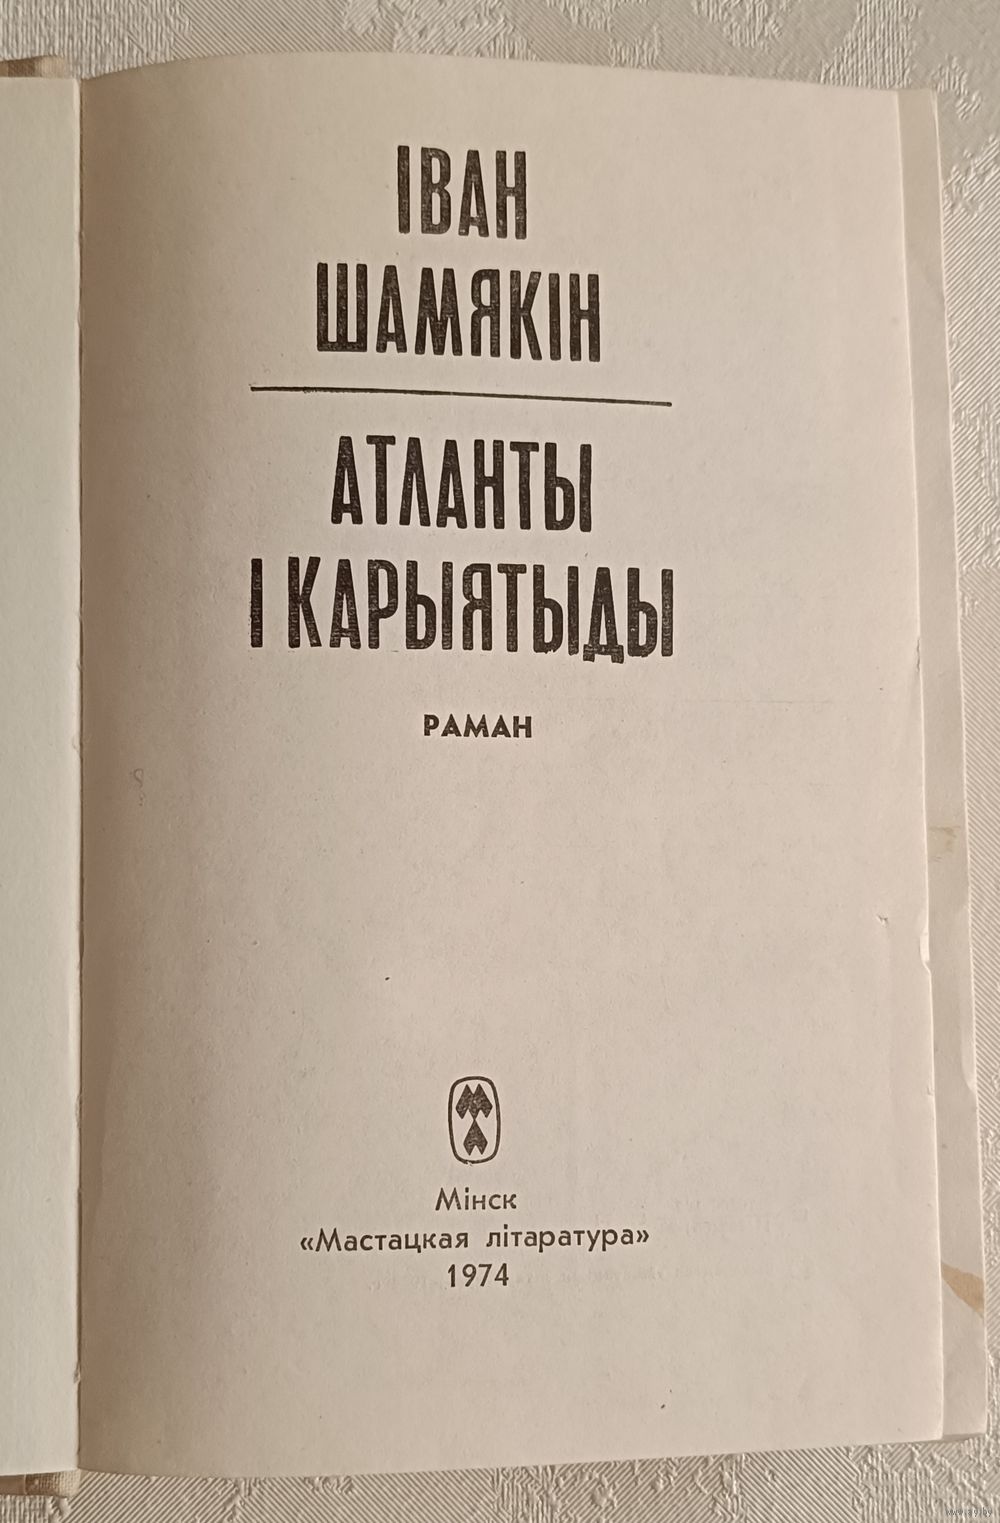 ІВАН
ШАМЯКІН
АТЛАНТЫ
І КАРЫЯТЫДЫ
РАМАН
Мінск
«Мастацкая літаратура»
1974